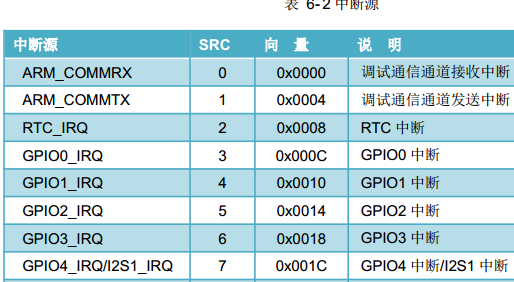 表 6-2 中断源
中断源 SRC 向 量 说 明
ARM_COMMRX 0 0x0000 调试通信通道接收中断
ARM_COMMTX 1 0x0004 调试通信通道发送中断
RTC_IRQ 2 0x0008 RTC 中断
GPIO0_IRQ 3 0x000C GPIO0 中断
GPIO1_IRQ 4 0x0010 GPIO1 中断
GPIO2_IRQ 5 0x0014 GPIO2 中断
GPIO3_IRQ 6 0x0018 GPIO3 中断
GPIO4_IRQ/I2S1_IRQ 7 0x001C GPIO4 中断/I2S1 中断